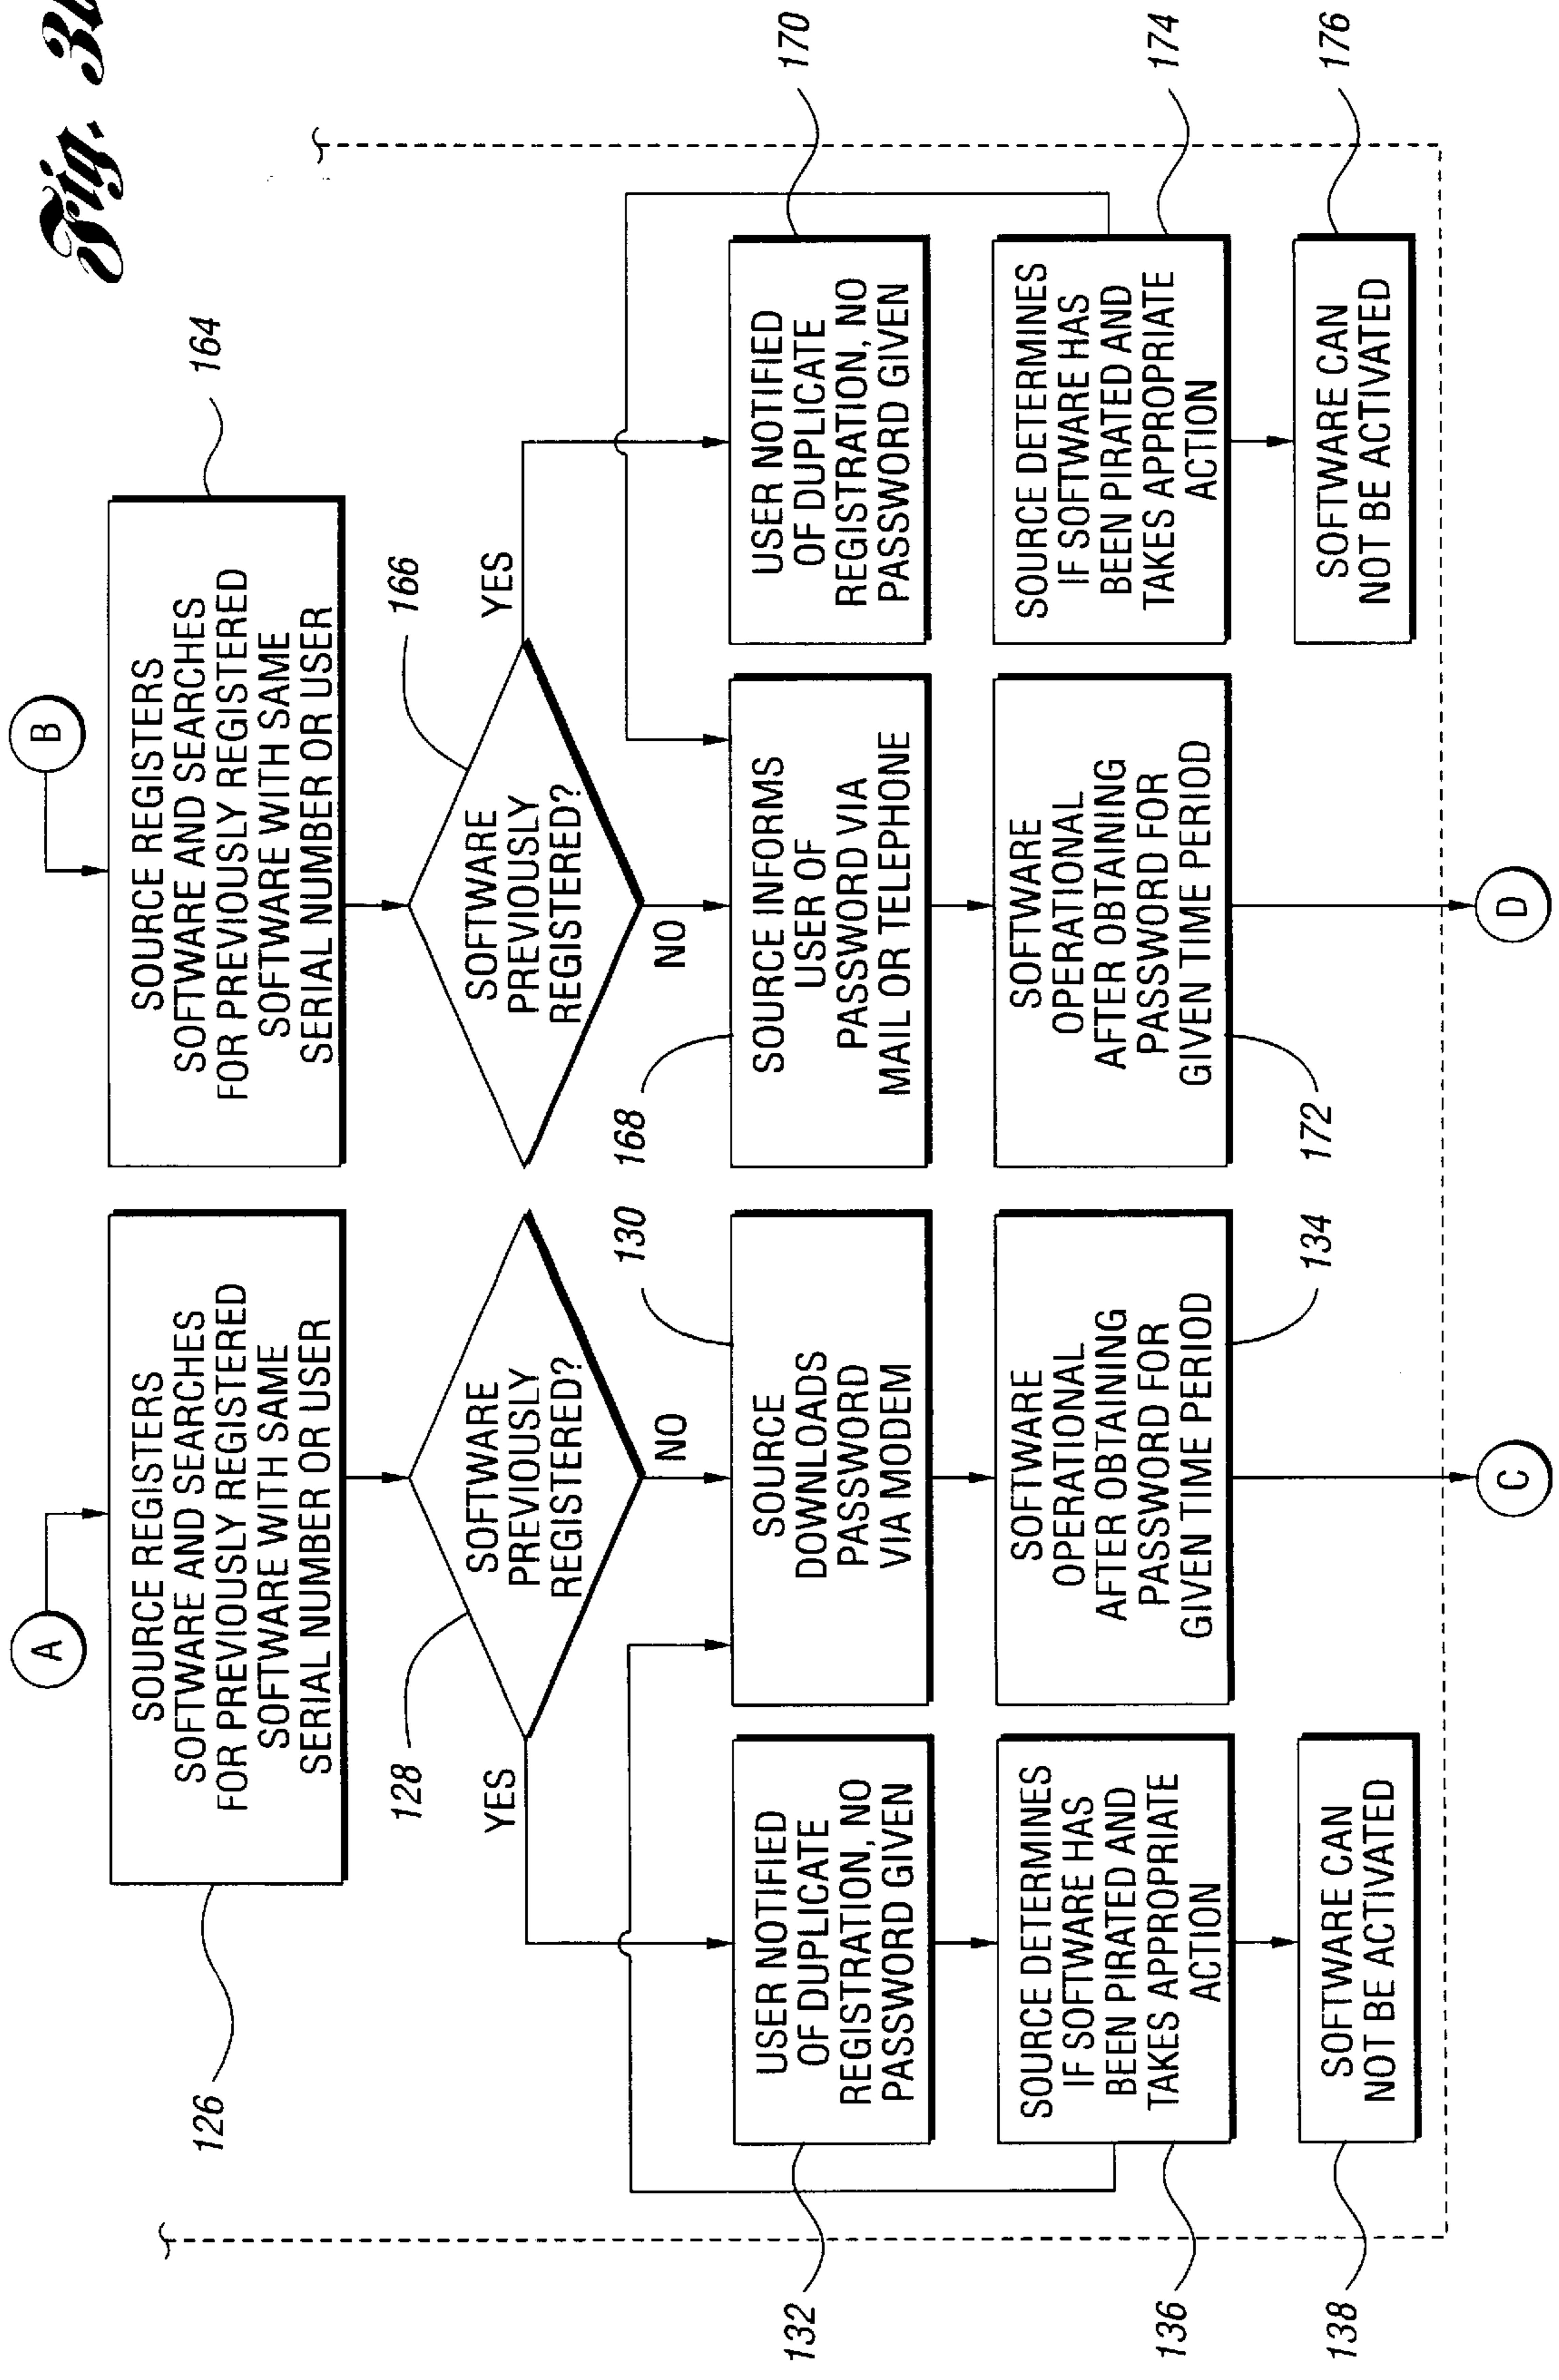 Fig.
A
B
126
SOURCE REGISTERS
SOFTWARE AND SEARCHES
FOR PREVIOUSLY REGISTERED
SOFTWARE WITH SAME
SERIAL NUMBER OR USER
SOURCE REGISTERS
SOFTWARE AND SEARCHES
FOR PREVIOUSLY REGISTERED
SOFTWARE WITH SAME
SERIAL NUMBER OR USER
164
128
SOFTWARE
PREVIOUSLY
REGISTERED?
YES
NO
166
SOFTWARE
PREVIOUSLY
REGISTERED?
YES
NO
132
USER NOTIFIED
OF DUPLICATE
REGISTRATION, NO
PASSWORD GIVEN
130
SOURCE
DOWNLOADS
PASSWORD
VIA MODEM
168
SOURCE INFORMS
USER OF
PASSWORD VIA
MAIL OR TELEPHONE
USER NOTIFIED
OF DUPLICATE
REGISTRATION, NO
PASSWORD GIVEN
170
136
SOURCE DETERMINES
IF SOFTWARE HAS
BEEN PIRATED AND
TAKES APPROPRIATE
ACTION
SOFTWARE
OPERATIONAL
AFTER OBTAINING
PASSWORD FOR
GIVEN TIME PERIOD
134
SOFTWARE
OPERATIONAL
AFTER OBTAINING
PASSWORD FOR
GIVEN TIME PERIOD
172
SOURCE DETERMINES
IF SOFTWARE HAS
BEEN PIRATED AND
TAKES APPROPRIATE
ACTION
174
138
SOFTWARE CAN
NOT BE ACTIVATED
SOFTWARE CAN
NOT BE ACTIVATED
176
C
D